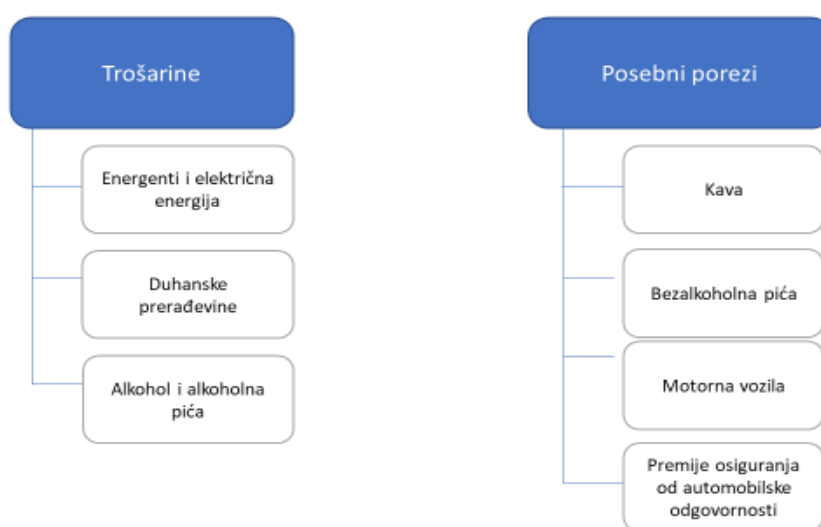 Trošarine
Energenti i električna
energija
Duhanske
prerađevine
Alkohol i alkoholna
pića
Posebni porezi
Kava
Bezalkoholna pića
Motorna vozila
Premije osiguranja
od automobilske
odgovornosti